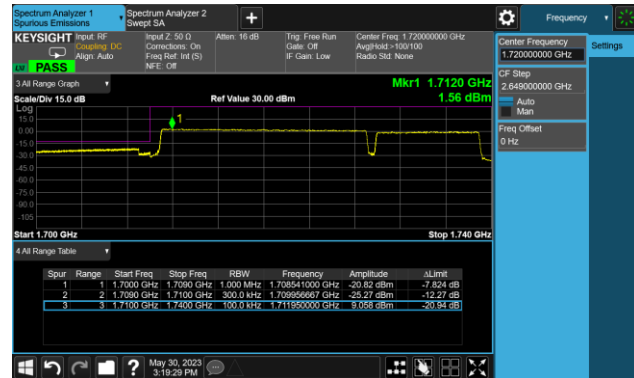 Spectrum Analyzer 1
Spurious Emissions
Spectrum Analyzer 2
Swept SA
Frequency
KEYSIGHT
Input: RF
Coupling: DC
Align: Auto
Input Z: 50 Ω
Corrections: On
Freq Ref: Int (S)
NFE: Off
Atten: 16 dB
Trig: Free Run
Gate: Off
IF Gain: Low
Center Freq: 1.720000000 GHz
Avg|Hold:>100/100
Radio Std: None
PASS
Center Frequency
1.720000000 GHz
Settings
CF Step
2.649000000 GHz
Auto
Man
Freq Offset
0 Hz
3 All Range Graph
Mkr1 1.7120 GHz
Scale/Div 15.0 dB
Ref Value 30.00 dBm
1.56 dBm
Log
15.0
0.00
-15.0
-30.0
-45.0
-60.0
-75.0
-90.0
-105
1
Start 1.700 GHz
Stop 1.740 GHz
4 All Range Table
Spur Range Start Freq Stop Freq RBW Frequency Amplitude ΔLimit
1 1 1.7000 GHz 1.7090 GHz 1.000 MHz 1.708541000 GHz -20.82 dBm -7.824 dB
2 2 1.7090 GHz 1.7100 GHz 300.0 kHz 1.709956667 GHz -25.27 dBm -12.27 dB
3 3 1.7100 GHz 1.7400 GHz 100.0 kHz 1.711950000 GHz 9.058 dBm -20.94 dB
May 30, 2023
3:19:29 PM